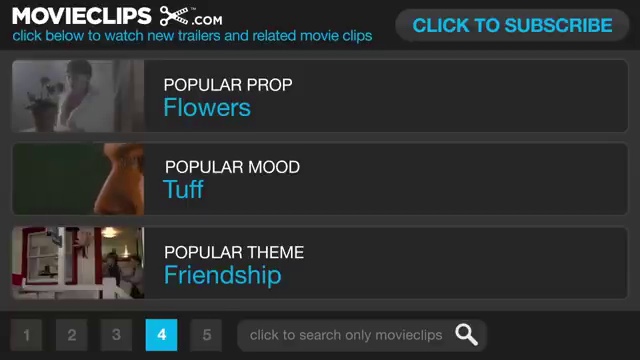 MOVIECLIPS .COM
click below to watch new trailers and related movie clips
CLICK TO SUBSCRIBE
POPULAR PROP
Flowers
POPULAR MOOD
Tuff
POPULAR THEME
Friendship
1 2 3 4 5
click to search only movieclips